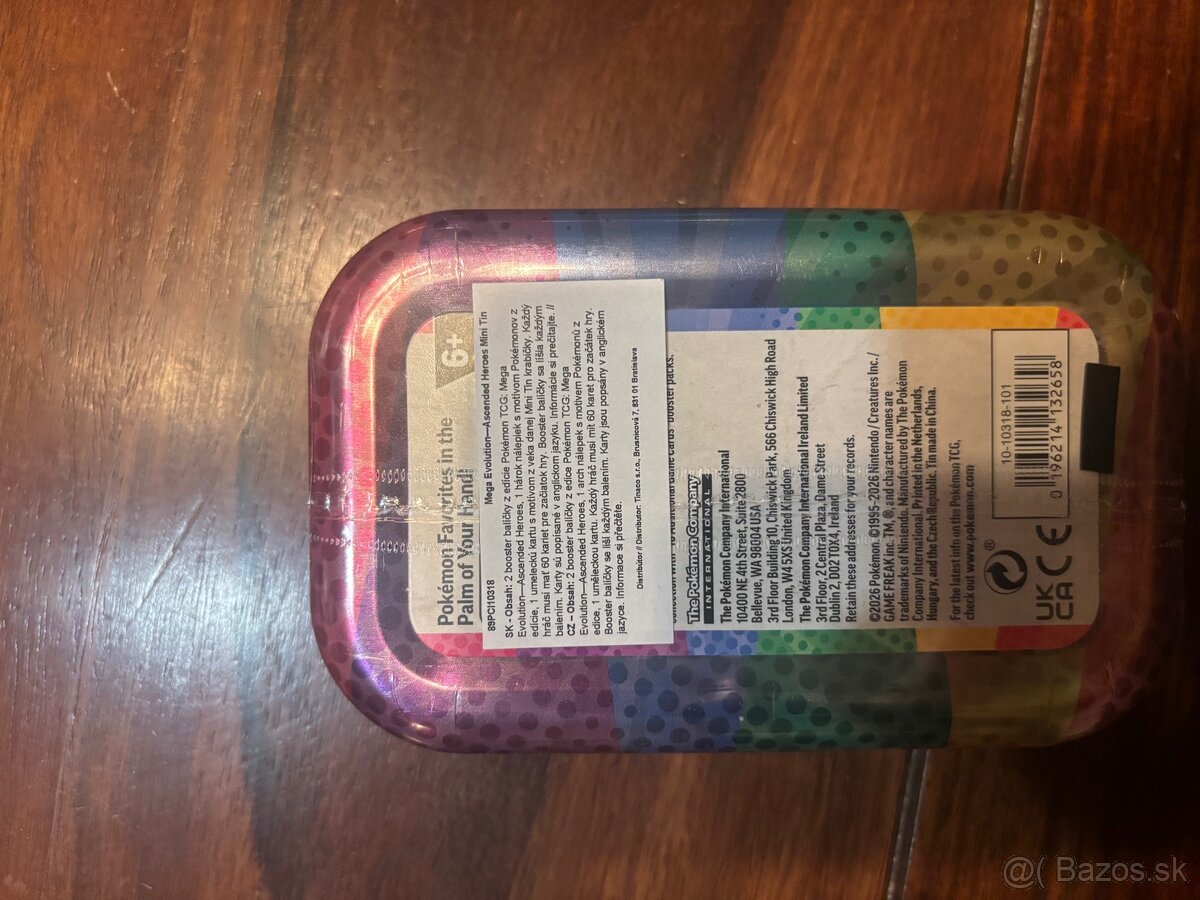 Pokémon Favorites in the
Palm of Your Hand!
6+
89PCI10318 Mega Evolution—Ascended Heroes Mini Tin
SK - Obsah: 2 booster balíčky z edície Pokémon TCG: Mega
Evolution—Ascended Heroes, 1 hárok nálepiek s motívom Pokémonov z
edície, 1 umeleckú kartu s motívom z veka danej Mini Tin krabičky. Každý
hráč musí mať 60 kariet pre začiatok hry. Booster balíčky sa líšia každým
balením. Karty sú popísané v anglickom jazyku. Informácie si prečítajte. //
CZ – Obsah: 2 booster balíčky z edice Pokémon TCG: Mega
Evolution—Ascended Heroes, 1 arch nálepek s motivem Pokémonů z
edice, 1 uměleckou kartu. Každý hráč musí mít 60 karet pro začátek hry.
Booster balíčky se liší každým balením. Karty jsou popsány v anglickém
jazyce. Informace si přečtěte.
Distribútor // Distributor: Tinaco s.r.o., Brusnicová 7, 831 01 Bratislava
booster packs.
The Pokémon Company
INTERNATIONAL
The Pokémon Company International
10400 NE 4th Street, Suite 2800
Bellevue, WA 98004 USA
3rd Floor Building 10, Chiswick Park, 566 Chiswick High Road
London, W4 5XS United Kingdom
The Pokémon Company International Ireland Limited
3rd Floor, 2 Central Plaza, Dame Street
Dublin 2, D02 T0X4, Ireland
Retain these addresses for your records.
©2026 Pokémon. ©1995–2026 Nintendo / Creatures Inc. /
GAME FREAK inc. TM, ®, and character names are
trademarks of Nintendo. Manufactured by The Pokémon
Company International. Printed in the Netherlands,
Hungary, and the Czech Republic. Tin made in China.
For the latest info on the Pokémon TCG,
check out www.pokemon.com
®
UK
CA
CE
10-10318-101
0 196214 132658
@( Bazos.sk